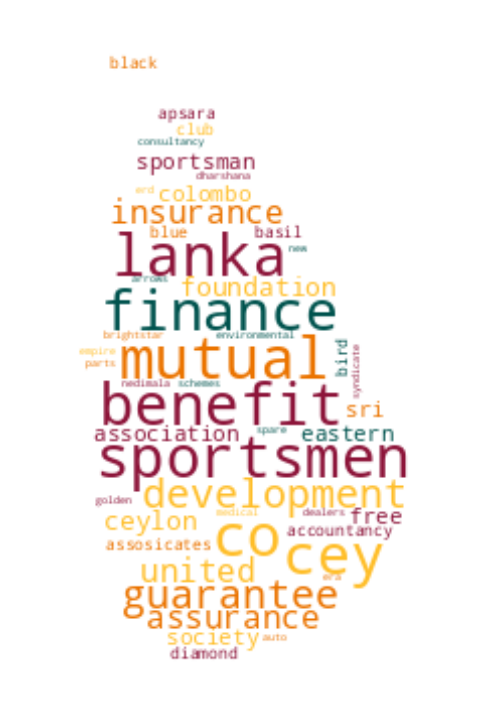 black
apsara
club
consultancy
sportsman
dharshana
erd colombo
insurance
blue basil
lanka new
arrows foundation
finance
brightstar environmental
empire mutual bird
parts syndicate
nedimala schemes
benefit sri
association spare eastern
sportsmen
golden development
ceylon medical dealers free
co accountancy
assosicates cey
united era
guarantee
assurance
society auto
diamond